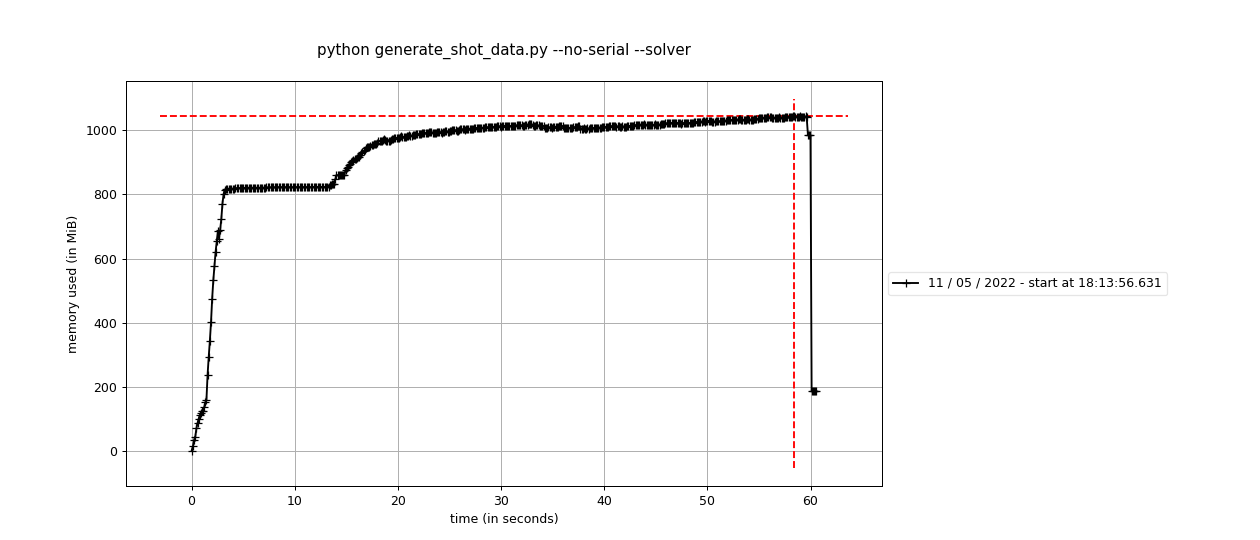 python generate_shot_data.py --no-serial --solver
1000
800
600
400
200
0
memory used (in MiB)
0 10 20 30 40 50 60
time (in seconds)
11 / 05 / 2022 - start at 18:13:56.631